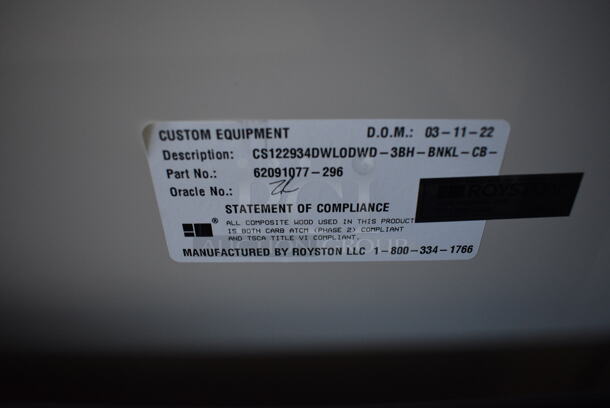 CUSTOM EQUIPMENT D.O.M.: 03-11-22
Description: CS122934DWLODWD-3BH-BNKL-CB-
Part No.: 62091077-296
Oracle No.:
STATEMENT OF COMPLIANCE
ALL COMPOSITE WOOD USED IN THIS PRODUCT
IS BOTH CARB ATCM (PHASE 2) COMPLIANT
AND TSCA TITLE VI COMPLIANT.
MANUFACTURED BY ROYSTON LLC 1-800-334-1766
ROYSTON